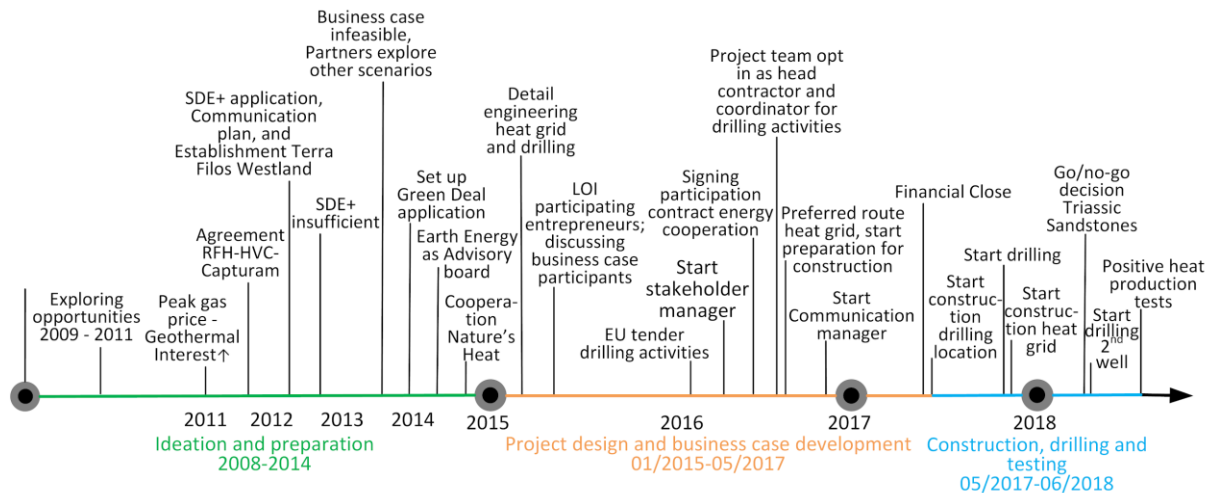 Exploring
opportunities
2009 - 2011
Peak gas
price -
Geothermal
Interest↑
Agreement
RFH-HVC-
Capturam
SDE+ application,
Communication
plan, and
Establishment Terra
Filos Westland
SDE+
insufficient
Business case
infeasible,
Partners explore
other scenarios
Set up
Green Deal
application
Earth Energy
as Advisory
board
Coopera-
tion
Nature's
Heat
Detail
engineering
heat grid
and drilling
LOI
participating
entrepreneurs;
discussing
business case
participants
EU tender
drilling activities
Start
stakeholder
manager
Signing
participation
contract energy
cooperation
Project team opt
in as head
contractor and
coordinator for
drilling activities
Preferred route
heat grid, start
preparation for
construction
Start
Communication
manager
Financial Close
Start
construc-
tion
drilling
location
Start drilling
Start
construc-
tion heat
grid
Go/no-go
decision
Triassic
Sandstones
Start
drilling
2nd
well
Positive heat
production
tests
2011
2012
2013
2014
2015
2016
2017
2018
Ideation and preparation
2008-2014
Project design and business case development
01/2015-05/2017
Construction, drilling and
testing
05/2017-06/2018